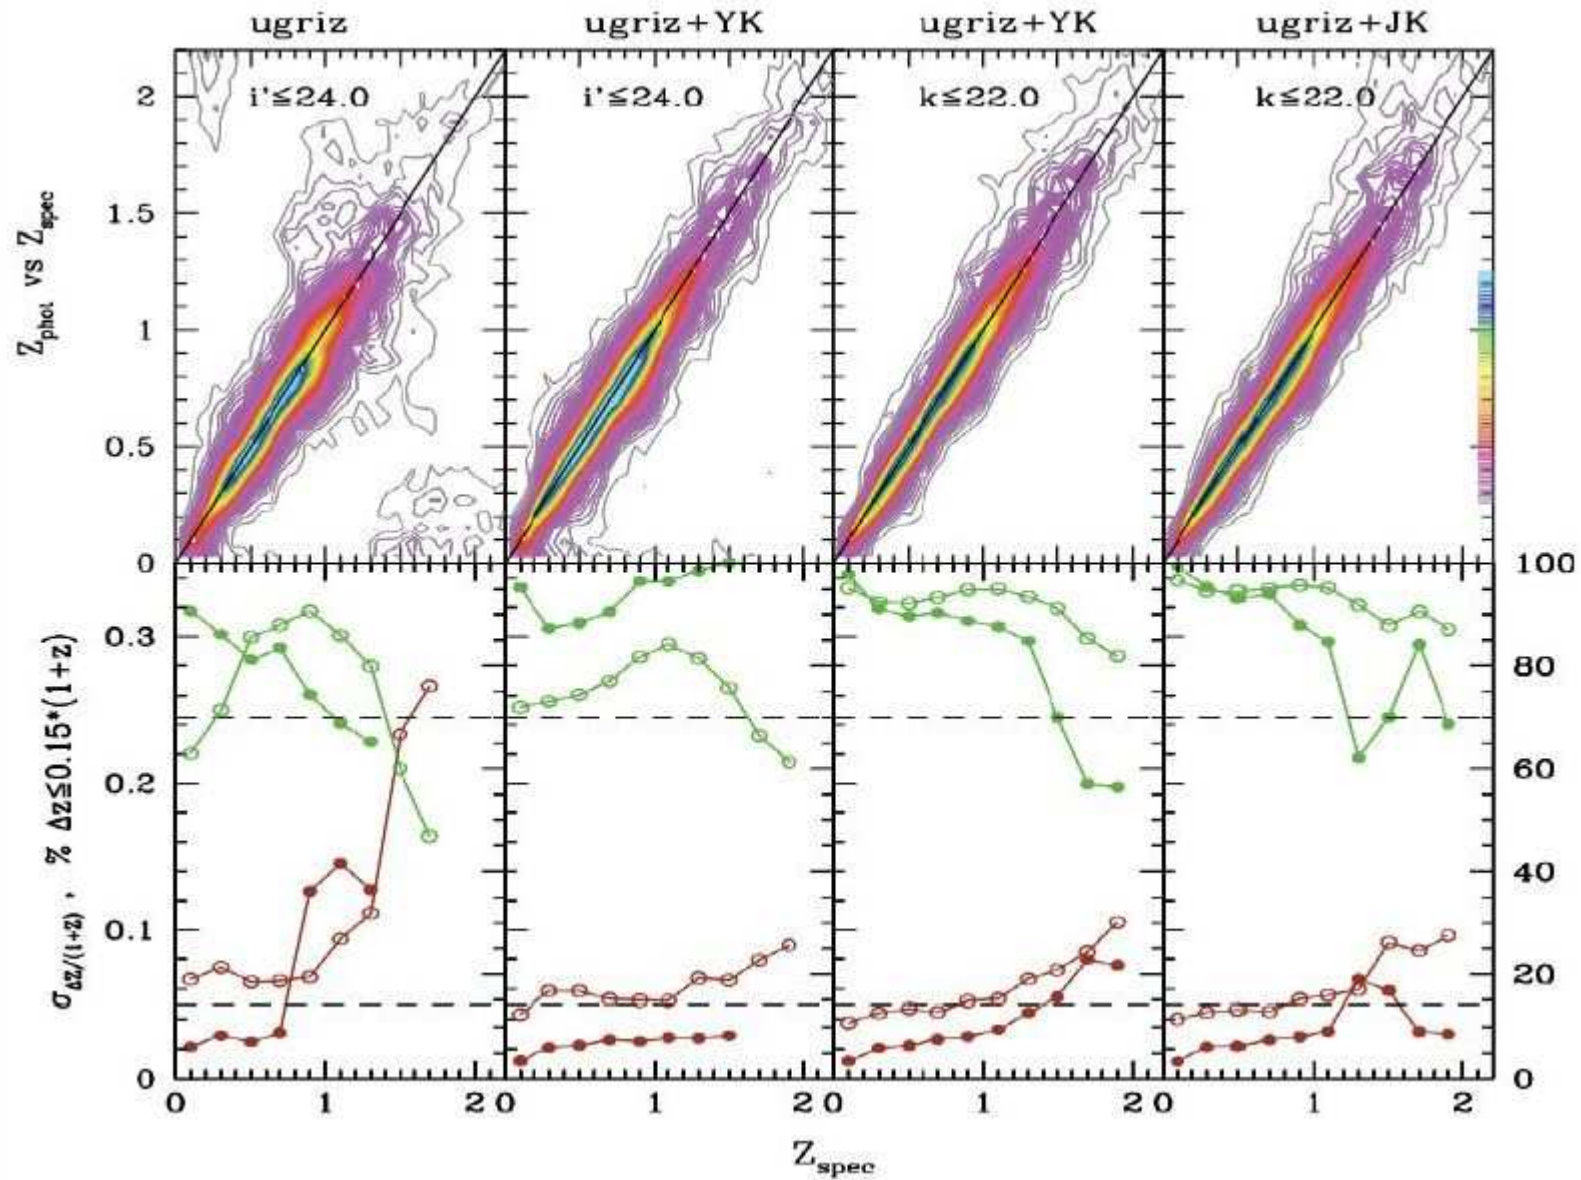 ugriz
ugriz+YK
ugriz+YK
ugriz+JK
i'≦24.0
i'≦24.0
k≦22.0
k≦22.0
Z_phot vs Z_spec
2
1.5
1
0.5
0
σ_ΔZ/(1+Z) , % Δz≦0.15*(1+z)
0.3
0.2
0.1
0
100
80
60
40
20
0
0 1 2 0 1 2 0 1 2 0 1 2
Z_spec